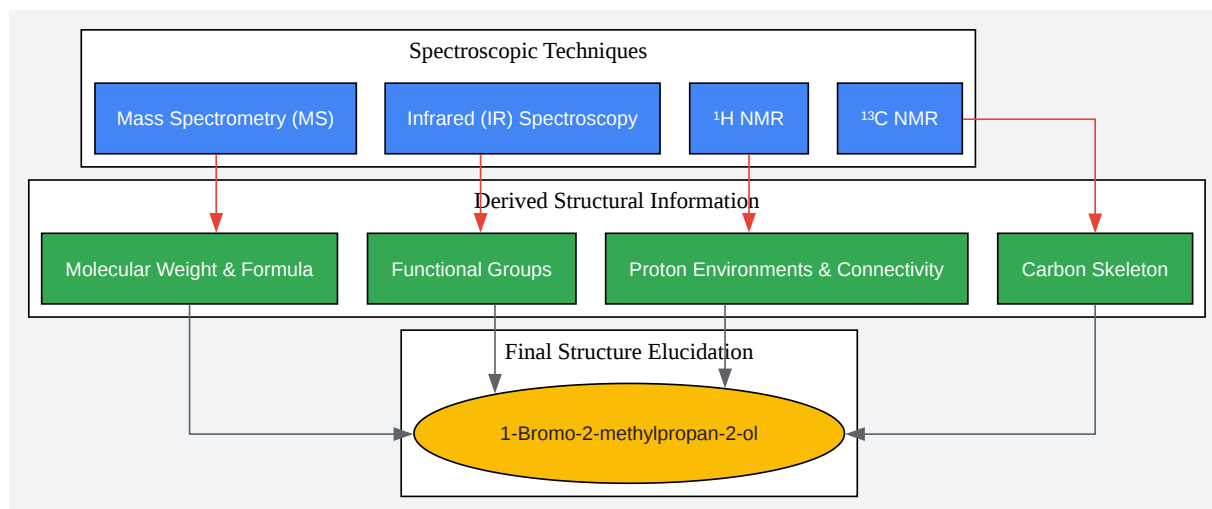 Spectroscopic Techniques
Mass Spectrometry (MS)
Infrared (IR) Spectroscopy
¹H NMR
¹³C NMR
Derived Structural Information
Molecular Weight & Formula
Functional Groups
Proton Environments & Connectivity
Carbon Skeleton
Final Structure Elucidation
1-Bromo-2-methylpropan-2-ol